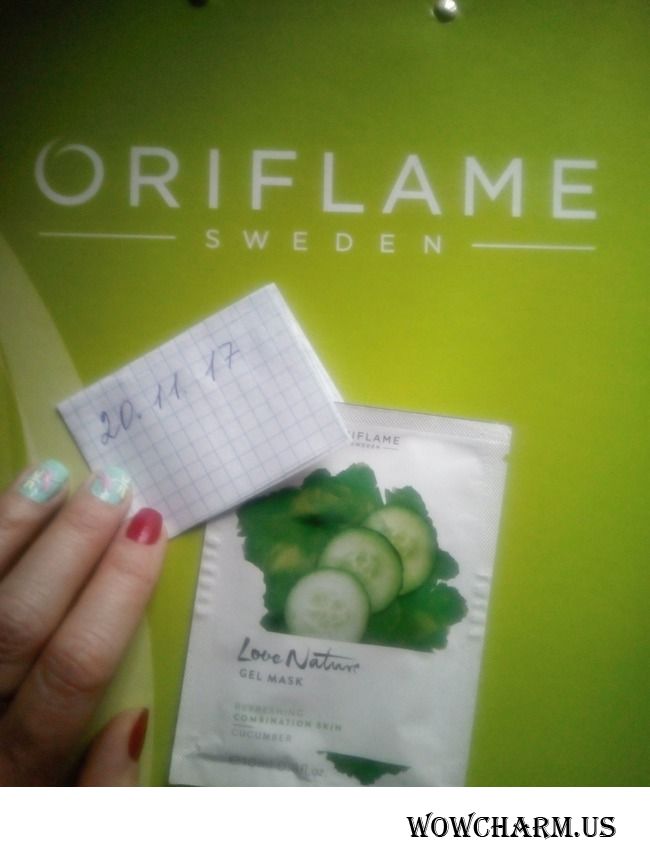 ORIFLAME
SWEDEN
20.11.17
ORIFLAME
SWEDEN
Love Nature
GEL MASK
REFRESHING
COMBINATION SKIN
CUCUMBER
WOWCHARM.US